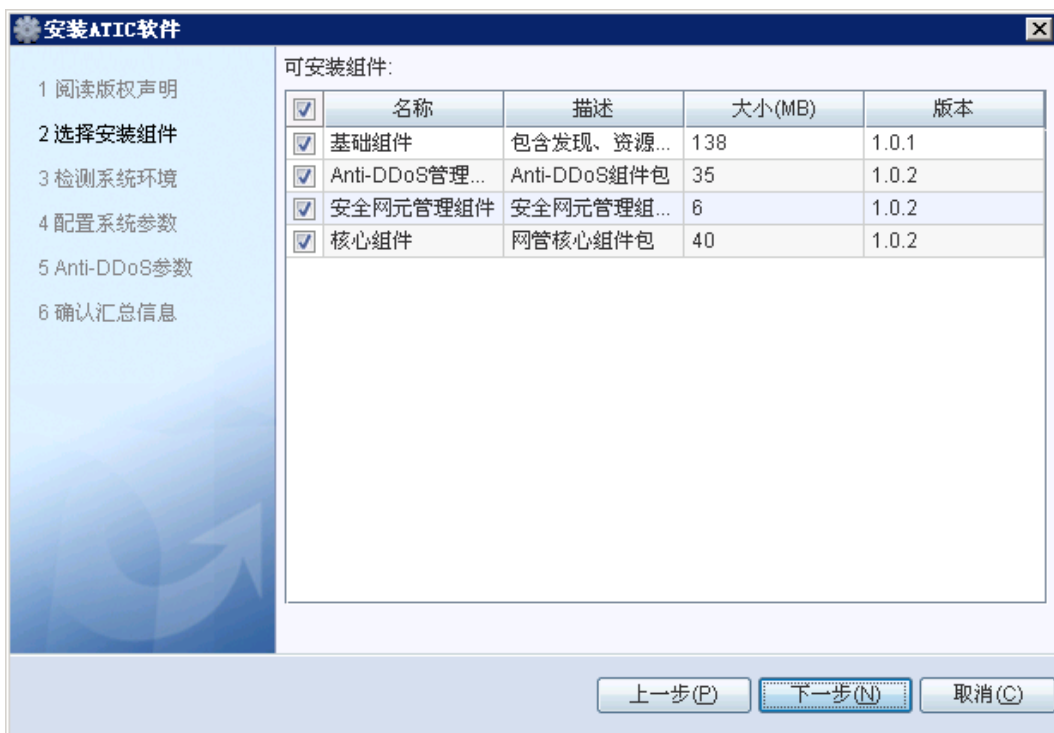 安装ATIC软件
1 阅读版权声明
2 选择安装组件
3 检测系统环境
4 配置系统参数
5 Anti-DDoS参数
6 确认汇总信息
可安装组件:
名称 描述 大小(MB) 版本
基础组件 包含发现、资源... 138 1.0.1
Anti-DDoS管理... Anti-DDoS组件包 35 1.0.2
安全网元管理组件 安全网元管理组... 6 1.0.2
核心组件 网管核心组件包 40 1.0.2
上一步(P) 下一步(N) 取消(C)